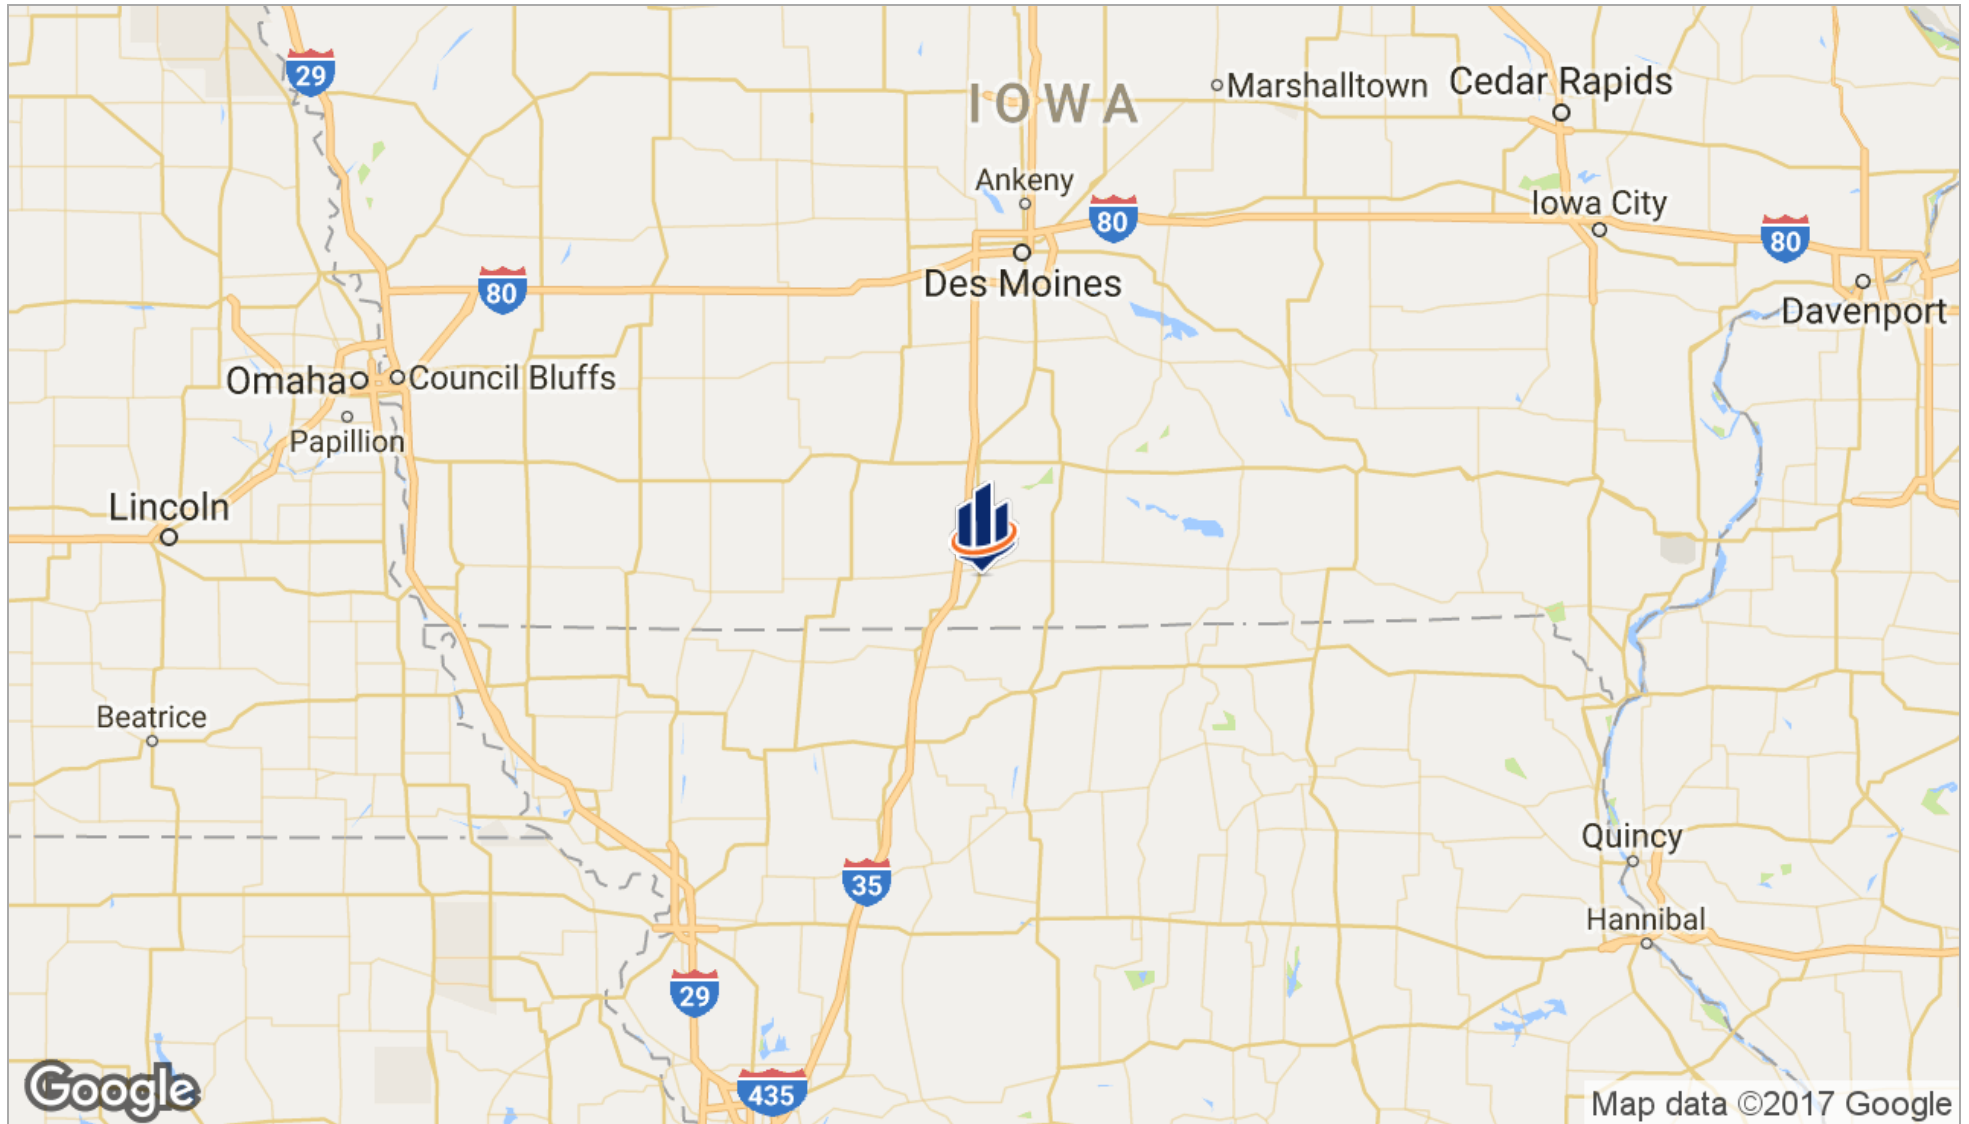 29
IOWA
Marshalltown
Cedar Rapids
Ankeny
80
Iowa City
80
Des Moines
80
Davenport
Omaha
Council Bluffs
Papillion
Lincoln
Beatrice
Quincy
35
Hannibal
29
Google
435
Map data ©2017 Google